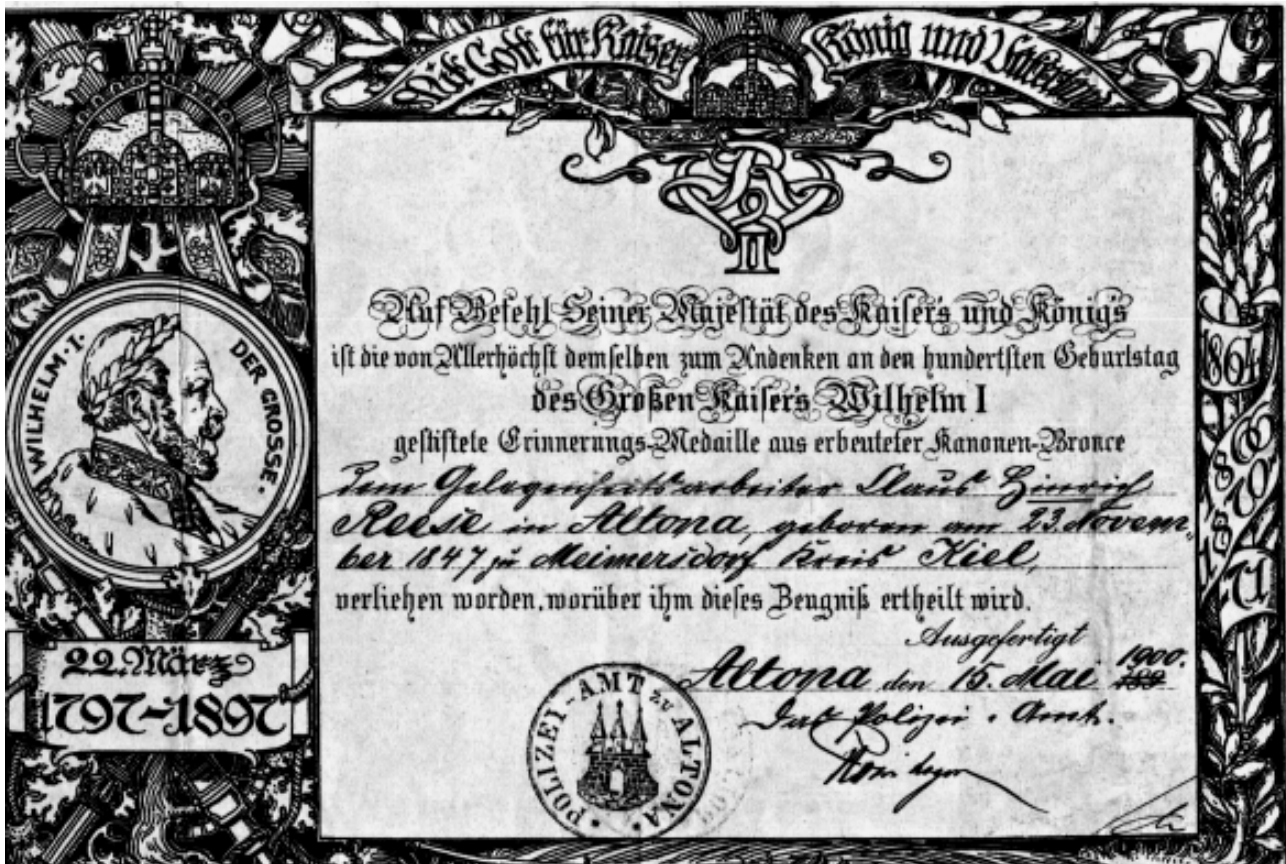 Mit Gott für Kaiser König und Vaterland
WILHELM · I · DER GROSSE ·
22. März
1797-1897
Auf Befehl Seiner Majestät des Kaisers und Königs
ist die von Allerhöchst demselben zum Andenken an den hundertsten Geburtstag
des Großen Kaisers Wilhelm I
gestiftete Erinnerungs-Medaille aus erbeuteter Kanonen-Bronce
dem Gelegenheitsarbeiter Claus Hinrich
Reese in Altona, geboren am 23. Novem-
ber 1847 zu Meimersdorf Kreis Kiel,
verliehen worden, worüber ihm dieses Zeugniß ertheilt wird.
Ausgefertigt
Altona den 15. Mai 1900.
189
Das Polizei-Amt.
· POLIZEI-AMT ZU ALTONA ·
1864
1866
1870
71